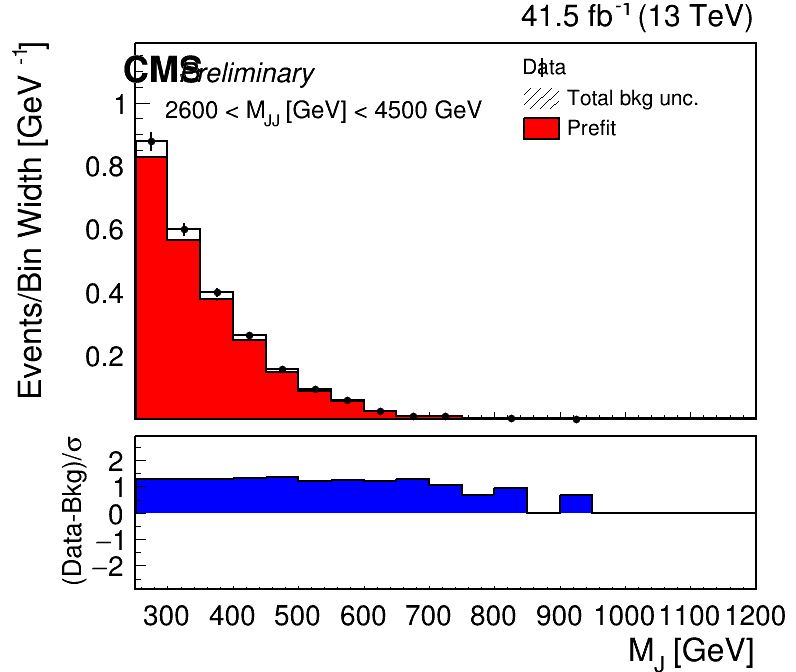 41.5 fb⁻¹ (13 TeV)
CMS Preliminary
2600 < M_JJ [GeV] < 4500 GeV
Data
Total bkg unc.
Prefit
Events/Bin Width [GeV⁻¹]
1
0.8
0.6
0.4
0.2
(Data-Bkg)/σ
2
1
0
−1
−2
300 400 500 600 700 800 900 1000 1100 1200
M_J [GeV]